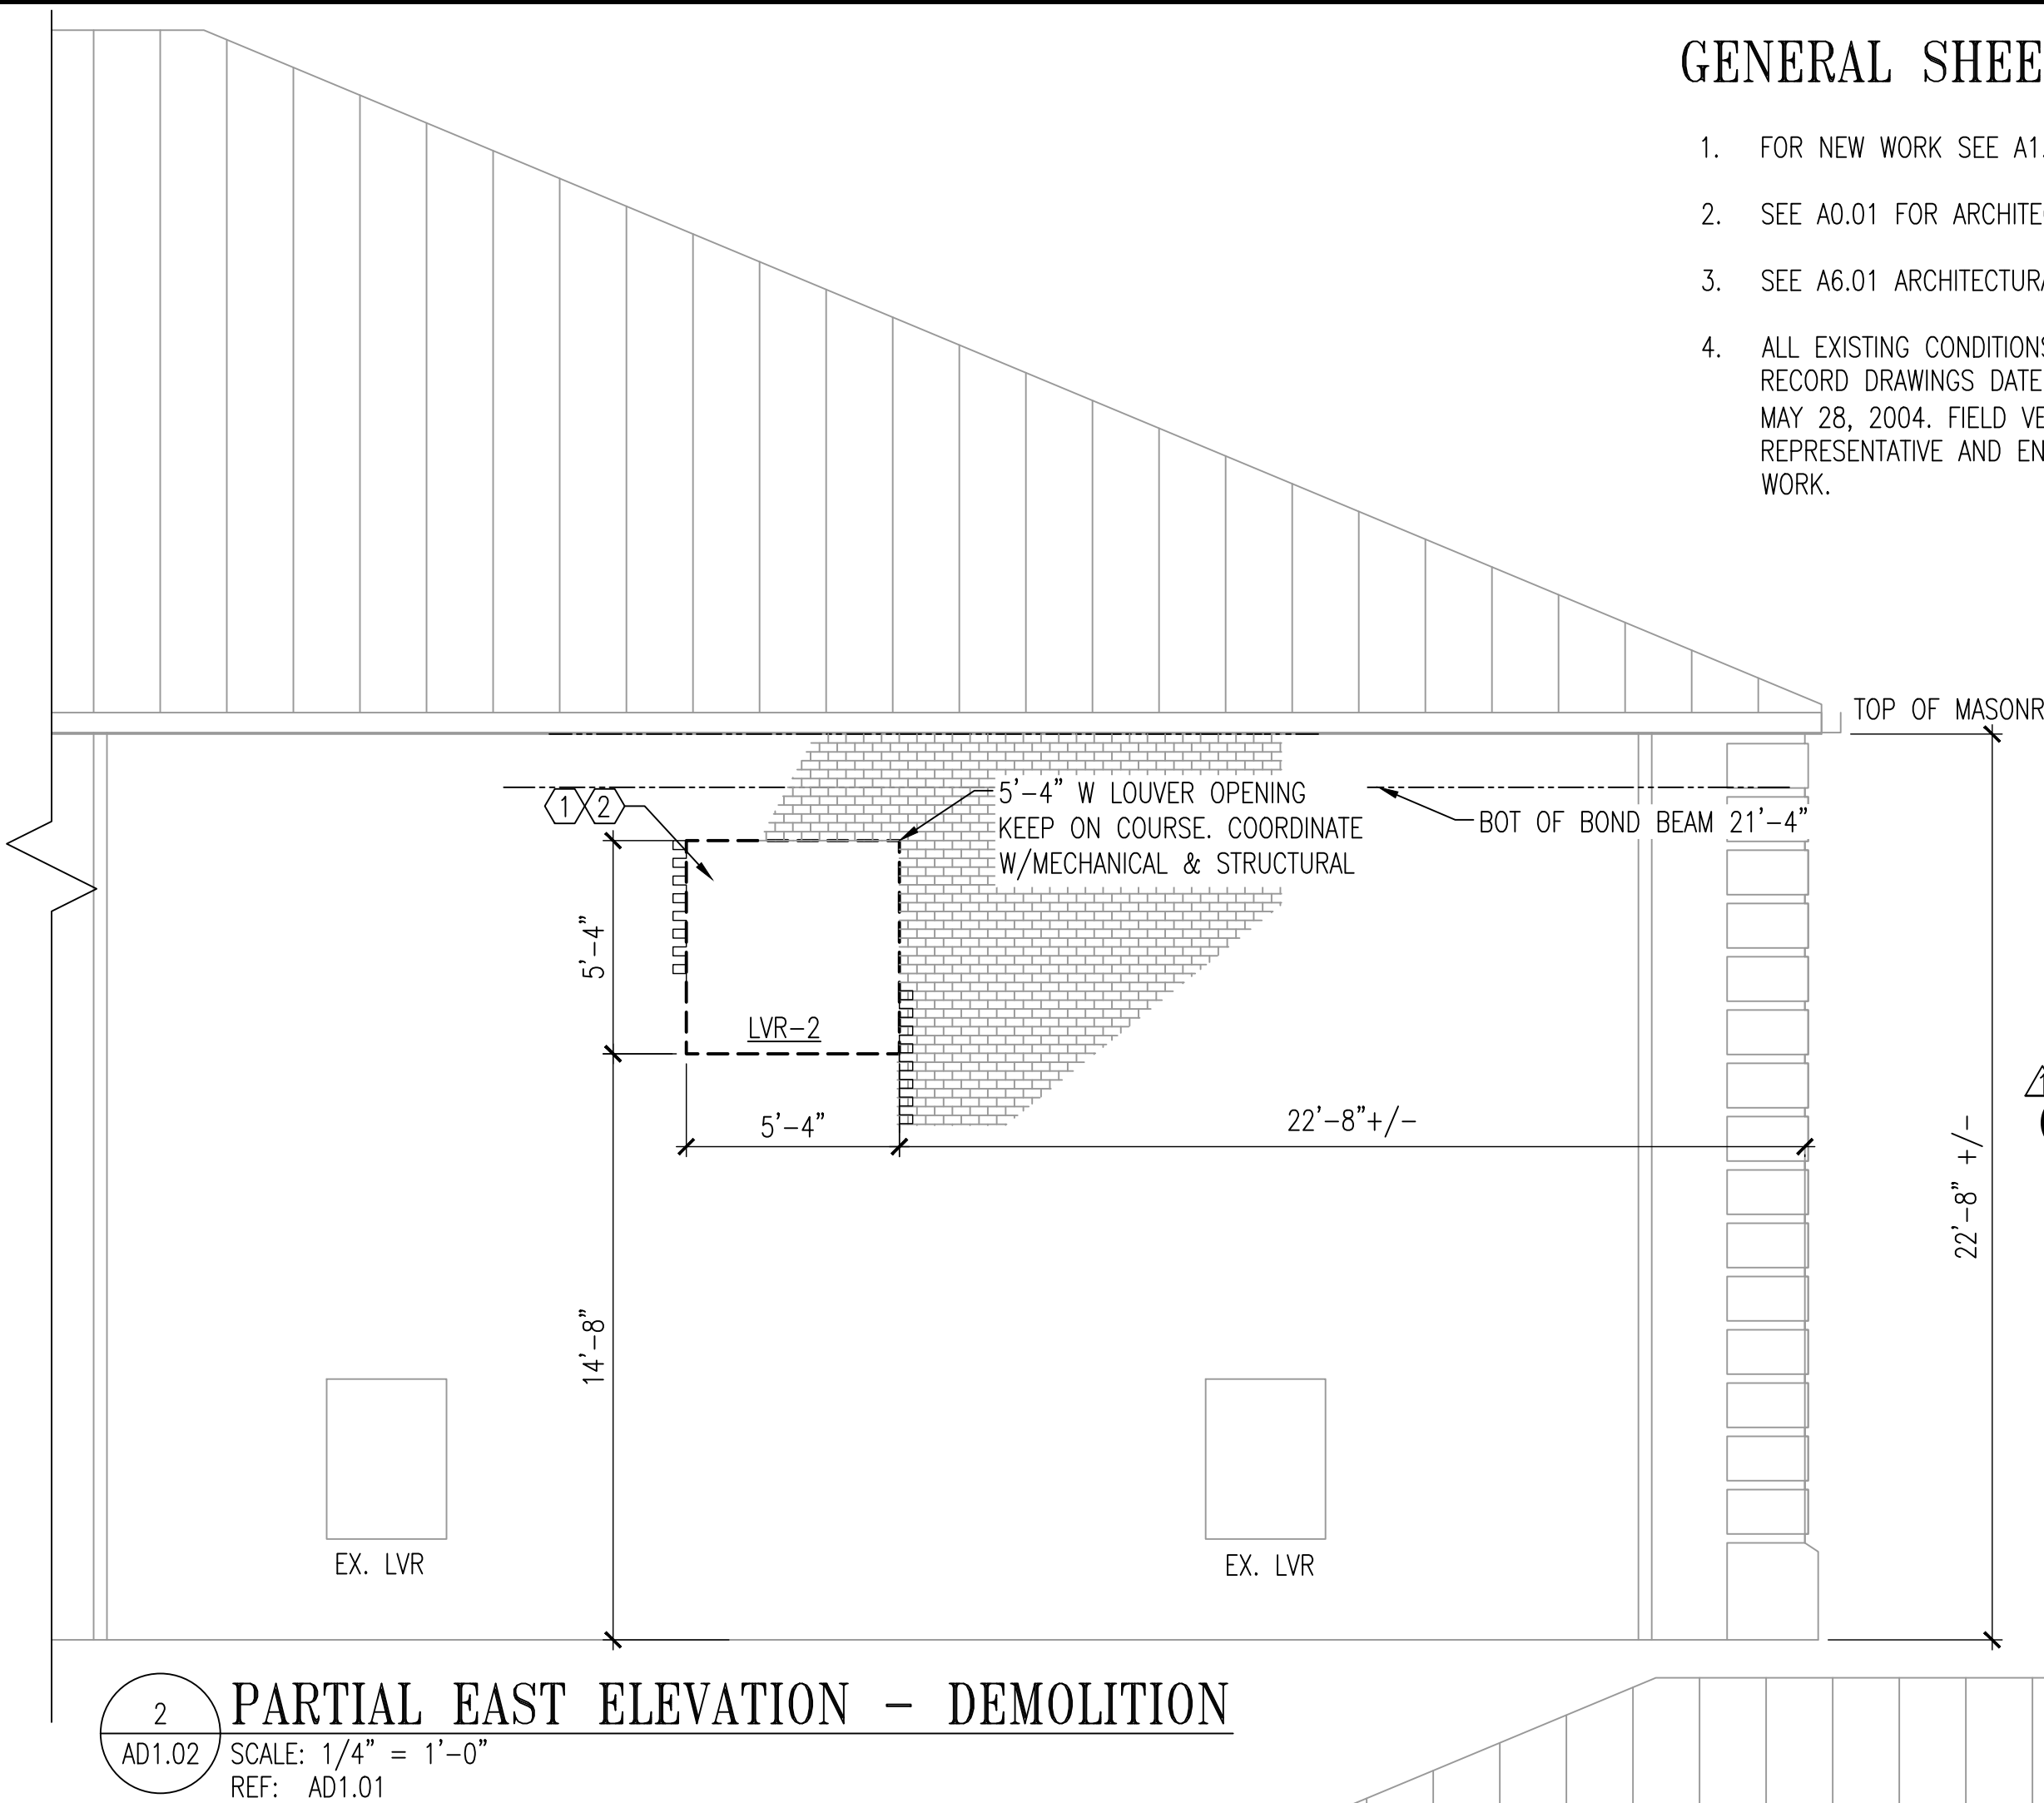 GENERAL SHEE
1. FOR NEW WORK SEE A1.
2. SEE A0.01 FOR ARCHITE
3. SEE A6.01 ARCHITECTURA
4. ALL EXISTING CONDITIONS
RECORD DRAWINGS DATE
MAY 28, 2004. FIELD VE
REPRESENTATIVE AND EN
WORK.
TOP OF MASONR
1 2
5'-4" W LOUVER OPENING
KEEP ON COURSE. COORDINATE
W/MECHANICAL & STRUCTURAL
BOT OF BOND BEAM 21'-4"
5'-4"
LVR-2
5'-4"
22'-8"+/-
22'-8" +/-
14'-8"
EX. LVR
EX. LVR
2
AD1.02
PARTIAL EAST ELEVATION - DEMOLITION
SCALE: 1/4" = 1'-0"
REF: AD1.01